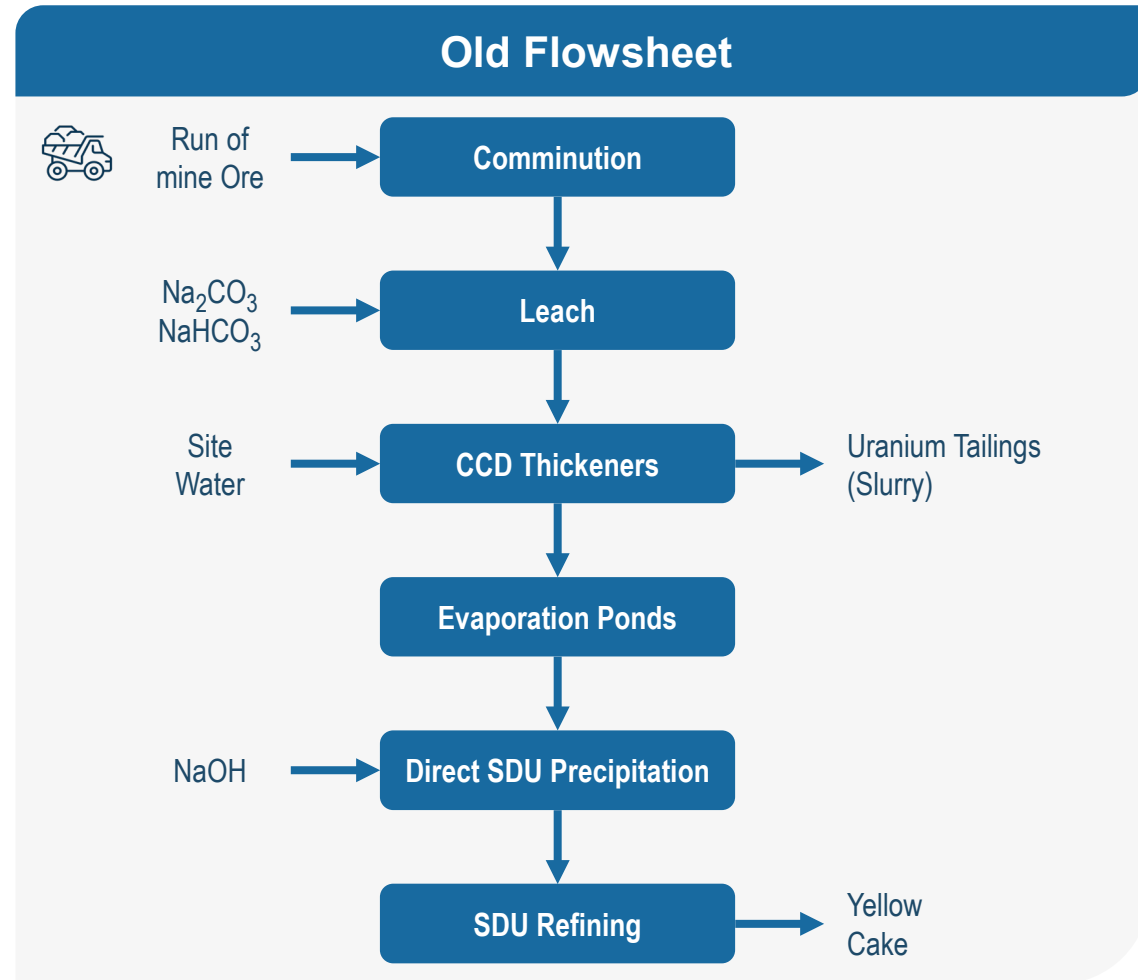 Old Flowsheet
Run of
mine Ore
Comminution
Na₂CO₃
NaHCO₃
Leach
Site
Water
CCD Thickeners
Uranium Tailings
(Slurry)
Evaporation Ponds
NaOH
Direct SDU Precipitation
SDU Refining
Yellow
Cake